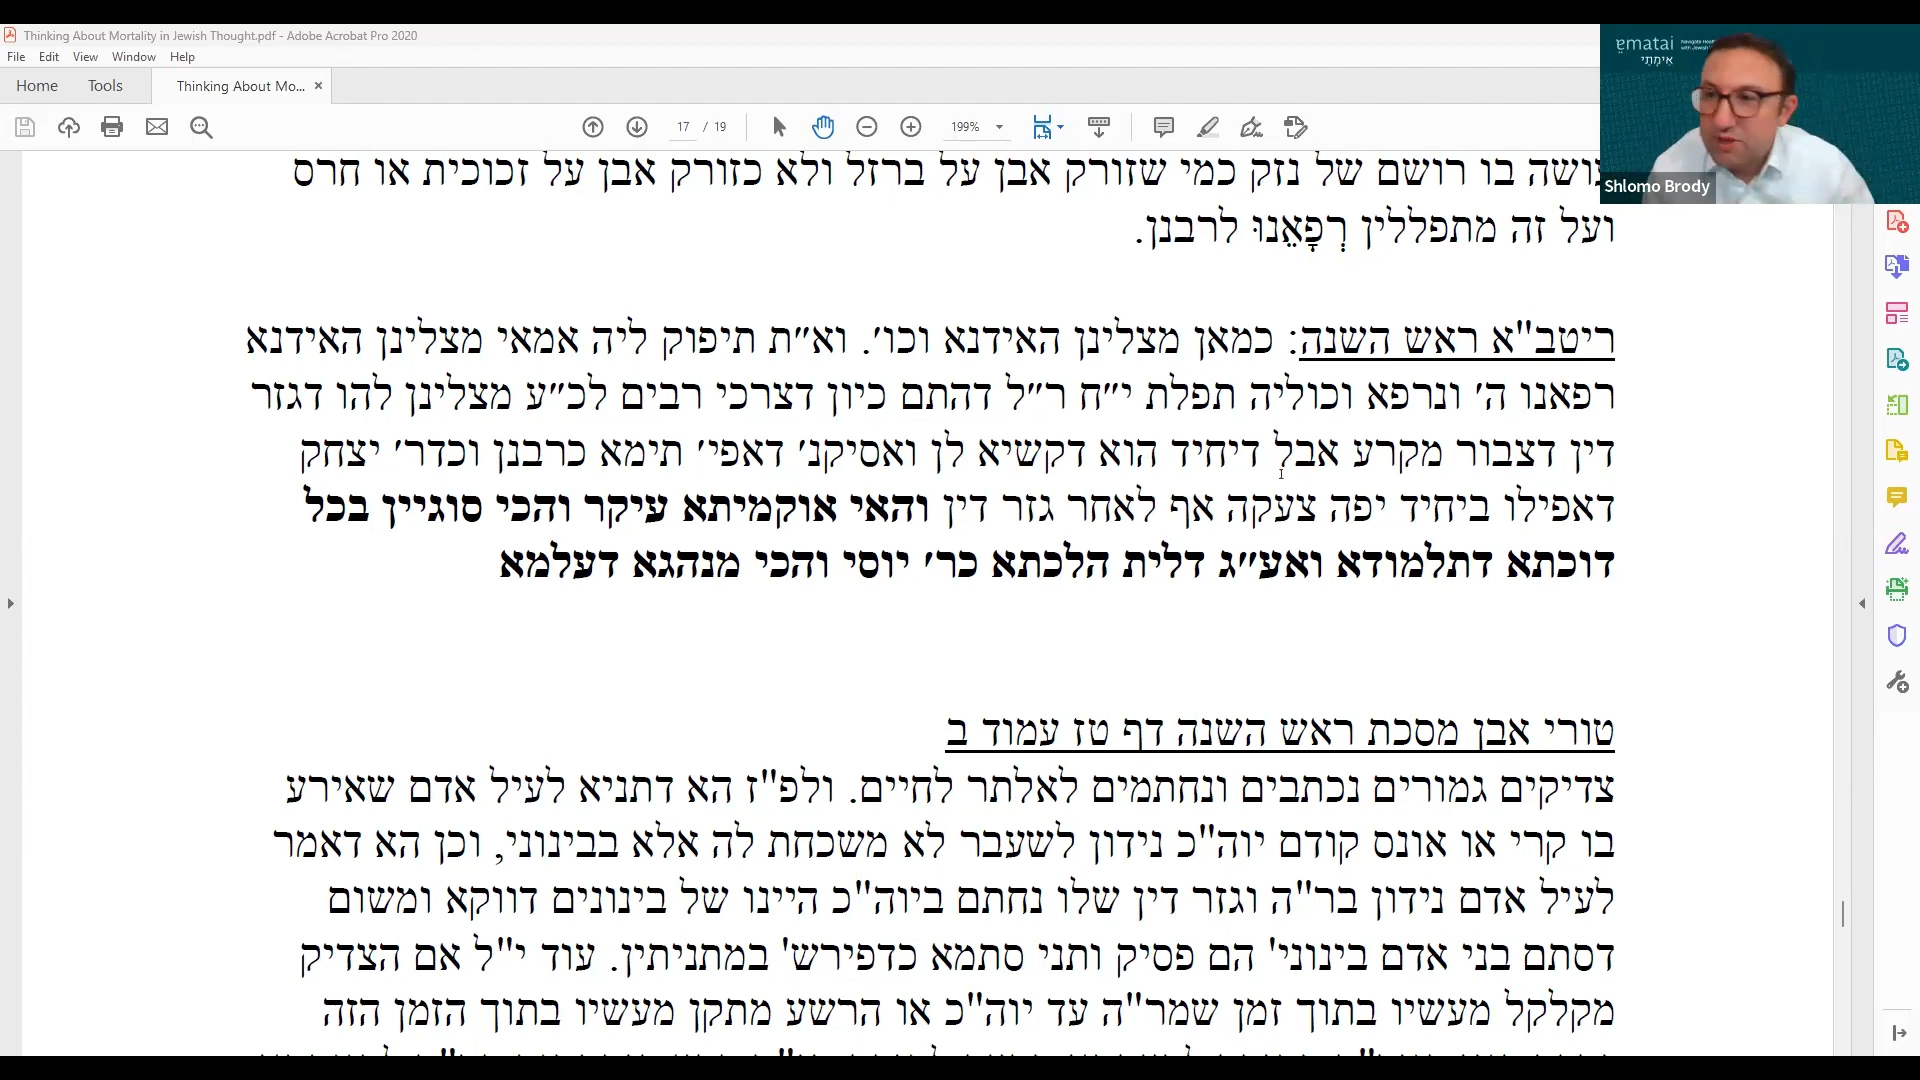 Thinking About Mortality in Jewish Thought.pdf - Adobe Acrobat Pro 2020
File Edit View Window Help
Home Tools Thinking About Mo... ×
17 / 19 199%
ematai
אֵימָתַי
Shlomo Brody
בו רושם של נזק כמי שזורק אבן על ברזל ולא כזורק אבן על זכוכית או חרס
ועל זה מתפללין רְפָאֵנוּ לרבנן.
ריטב"א ראש השנה: כמאן מצלינן האידנא וכו׳. וא״ת תיפוק ליה אמאי מצלינן האידנא
רפאנו ה׳ ונרפא וכוליה תפלת י״ח ר״ל דהתם כיון דצרכי רבים לכ״ע מצלינן להו דגזר
דין דצבור מקרע אבל דיחיד הוא דקשיא לן ואסיקנ׳ דאפי׳ תימא כרבנן וכדר׳ יצחק
דאפילו ביחיד יפה צעקה אף לאחר גזר דין והאי אוקמיתא עיקר והכי סוגיין בכל
דוכתא דתלמודא ואע״ג דלית הלכתא כר׳ יוסי והכי מנהגא דעלמא
טורי אבן מסכת ראש השנה דף טז עמוד ב
צדיקים גמורים נכתבים ונחתמים לאלתר לחיים. ולפ"ז הא דתניא לעיל אדם שאירע
בו קרי או אונס קודם יוה"כ נידון לשעבר לא משכחת לה אלא בבינוני, וכן הא דאמר
לעיל אדם נידון בר"ה וגזר דין שלו נחתם ביוה"כ היינו של בינונים דווקא ומשום
דסתם בני אדם בינוני' הם פסיק ותני סתמא כדפירש' במתניתין. עוד י"ל אם הצדיק
מקלקל מעשיו בתוך זמן שמר"ה עד יוה"כ או הרשע מתקן מעשיו בתוך הזמן הזה